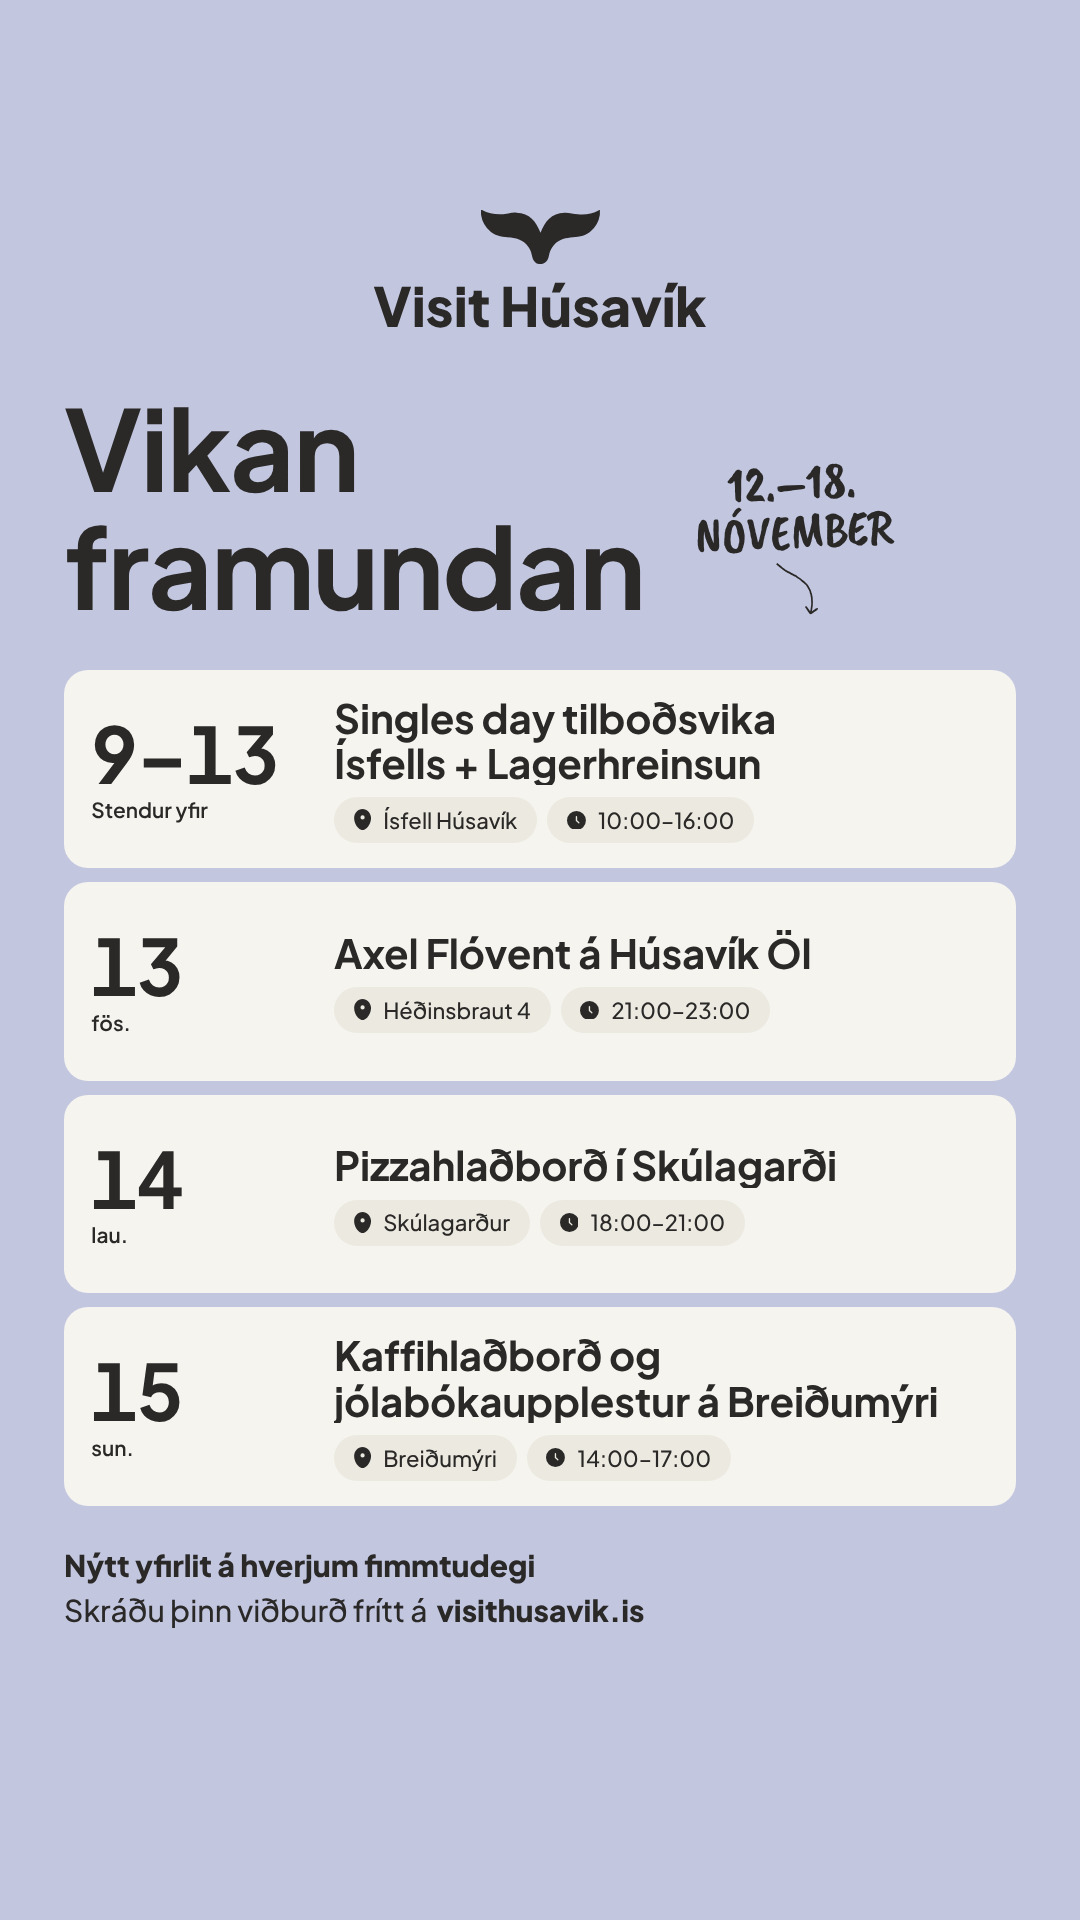 Visit Húsavík
Vikan
framundan
12.–18.
NÓVEMBER
9–13
Stendur yfir
Singles day tilboðsvika
Ísfells + Lagerhreinsun
Ísfell Húsavík
10:00–16:00
13
fös.
Axel Flóvent á Húsavík Öl
Héðinsbraut 4
21:00–23:00
14
lau.
Pizzahlaðborð í Skúlagarði
Skúlagarður
18:00–21:00
15
sun.
Kaffihlaðborð og
jólabókaupplestur á Breiðumýri
Breiðumýri
14:00–17:00
Nýtt yfirlit á hverjum fimmtudegi
Skráðu þinn viðburð frítt á visithusavik.is